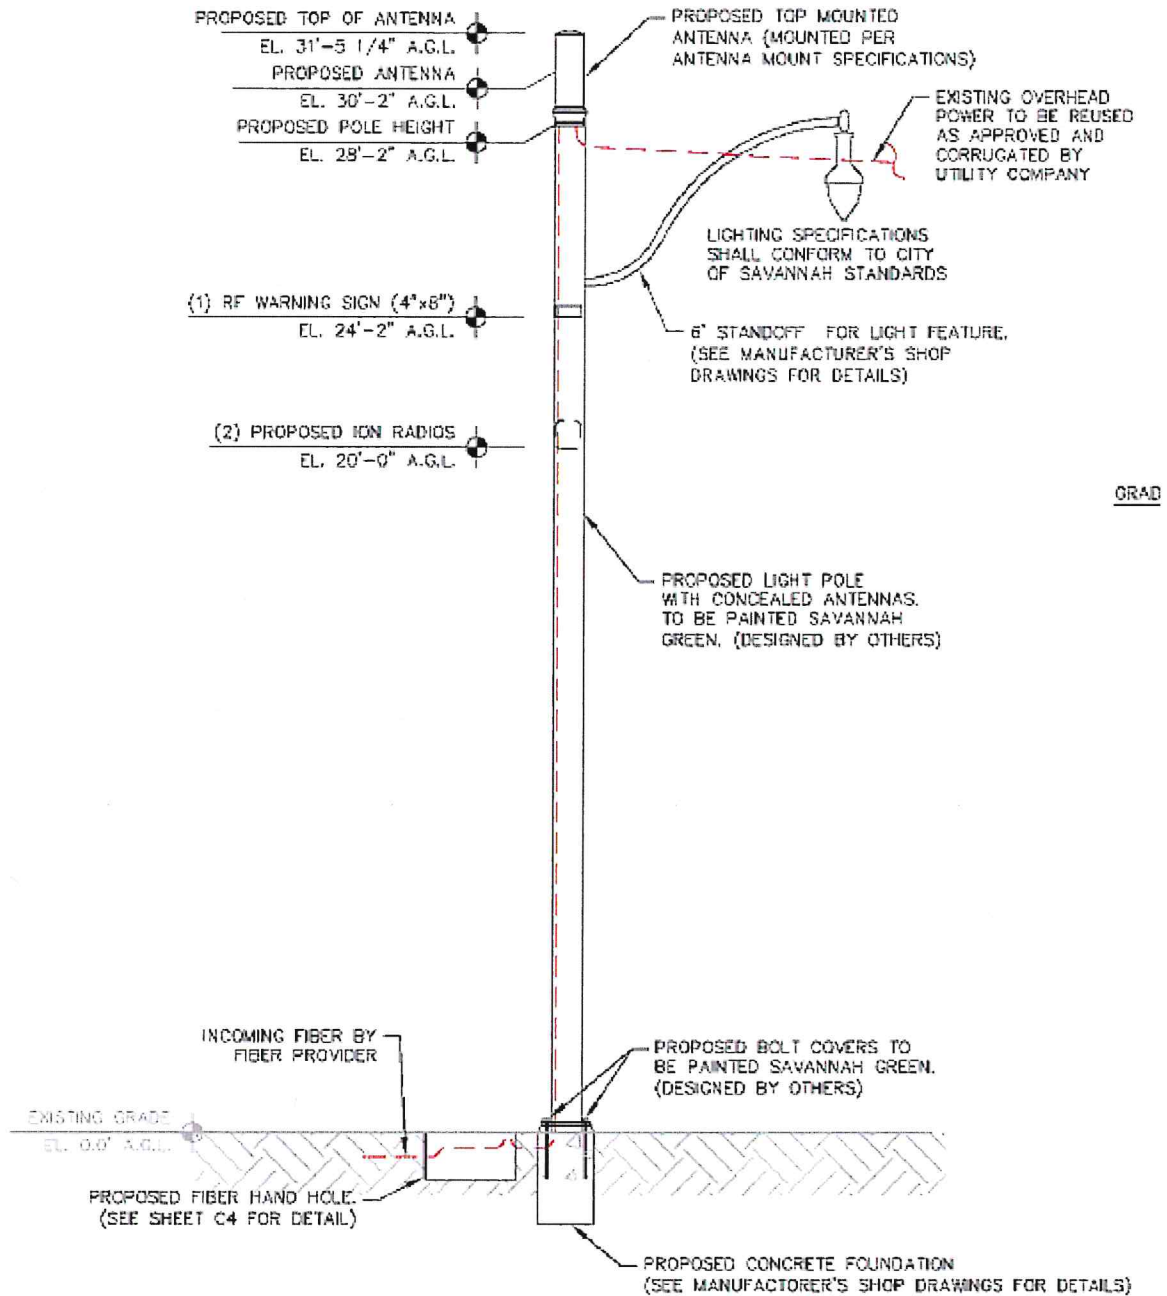 PROPOSED TOP OF ANTENNA
EL. 31'-5 1/4" A.G.L.
PROPOSED ANTENNA
EL. 30'-2" A.G.L.
PROPOSED POLE HEIGHT
EL. 28'-2" A.G.L.
PROPOSED TOP MOUNTED
ANTENNA (MOUNTED PER
ANTENNA MOUNT SPECIFICATIONS)
EXISTING OVERHEAD
POWER TO BE REUSED
AS APPROVED AND
CORRUGATED BY
UTILITY COMPANY
LIGHTING SPECIFICATIONS
SHALL CONFORM TO CITY
OF SAVANNAH STANDARDS
(1) RF WARNING SIGN (4"x8")
EL. 24'-2" A.G.L.
6' STANDOFF FOR LIGHT FEATURE.
(SEE MANUFACTURER'S SHOP
DRAWINGS FOR DETAILS)
(2) PROPOSED ION RADIOS
EL. 20'-0" A.G.L.
GRAD
PROPOSED LIGHT POLE
WITH CONCEALED ANTENNAS.
TO BE PAINTED SAVANNAH
GREEN. (DESIGNED BY OTHERS)
INCOMING FIBER BY
FIBER PROVIDER
PROPOSED BOLT COVERS TO
BE PAINTED SAVANNAH GREEN.
(DESIGNED BY OTHERS)
EXISTING GRADE
EL. 0.0' A.G.L.
PROPOSED FIBER HAND HOLE.
(SEE SHEET C4 FOR DETAIL)
PROPOSED CONCRETE FOUNDATION
(SEE MANUFACTORER'S SHOP DRAWINGS FOR DETAILS)